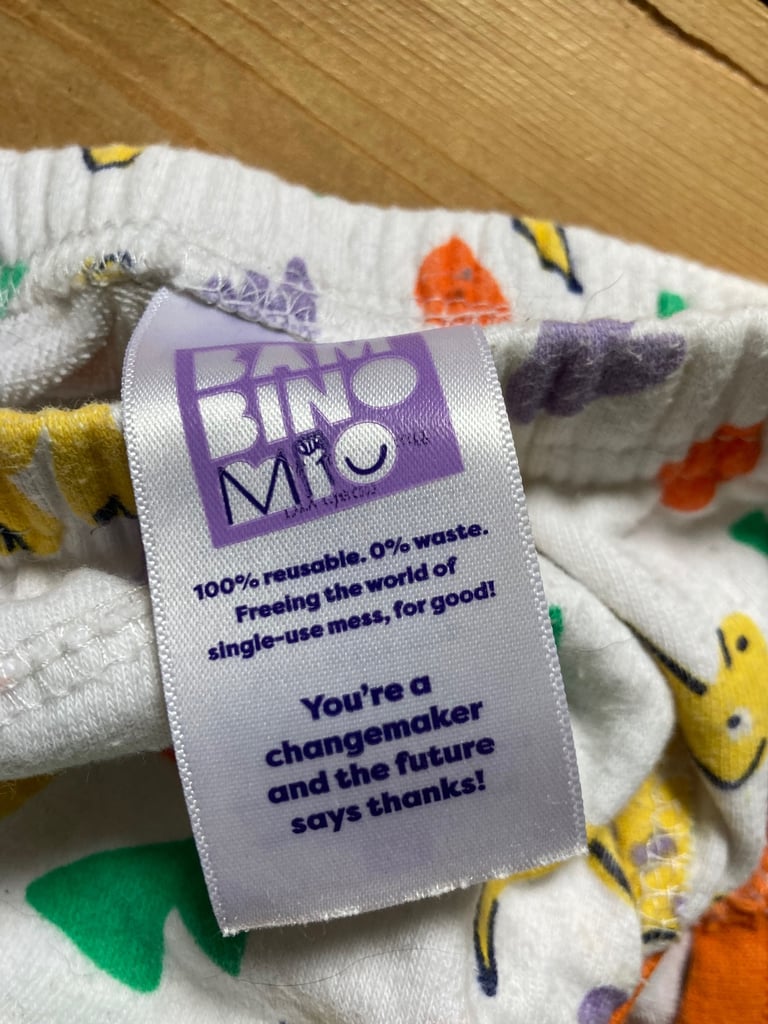 BAM
BINO
MiO
100% reusable. 0% waste.
Freeing the world of
single-use mess, for good!
You're a
changemaker
and the future
says thanks!